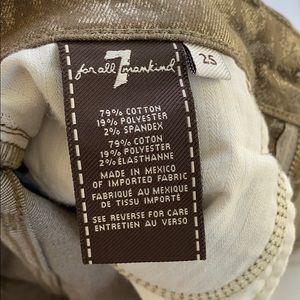 7
for all mankind
25
79% COTTON
19% POLYESTER
2% SPANDEX
79% COTON
19% POLYESTER
2% ÉLASTHANNE
MADE IN MEXICO
OF IMPORTED FABRIC
FABRIQUÉ AU MEXIQUE
DE TISSU IMPORTÉ
SEE REVERSE FOR CARE
ENTRETIEN AU VERSO